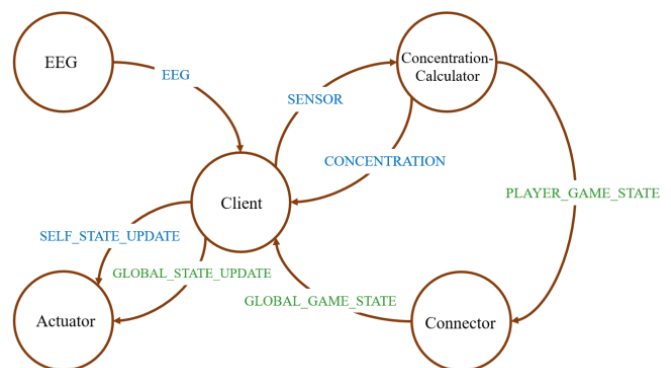 EEG
EEG
Concentration-
Calculator
SENSOR
CONCENTRATION
PLAYER_GAME_STATE
Client
SELF_STATE_UPDATE
GLOBAL_STATE_UPDATE
GLOBAL_GAME_STATE
Actuator
Connector